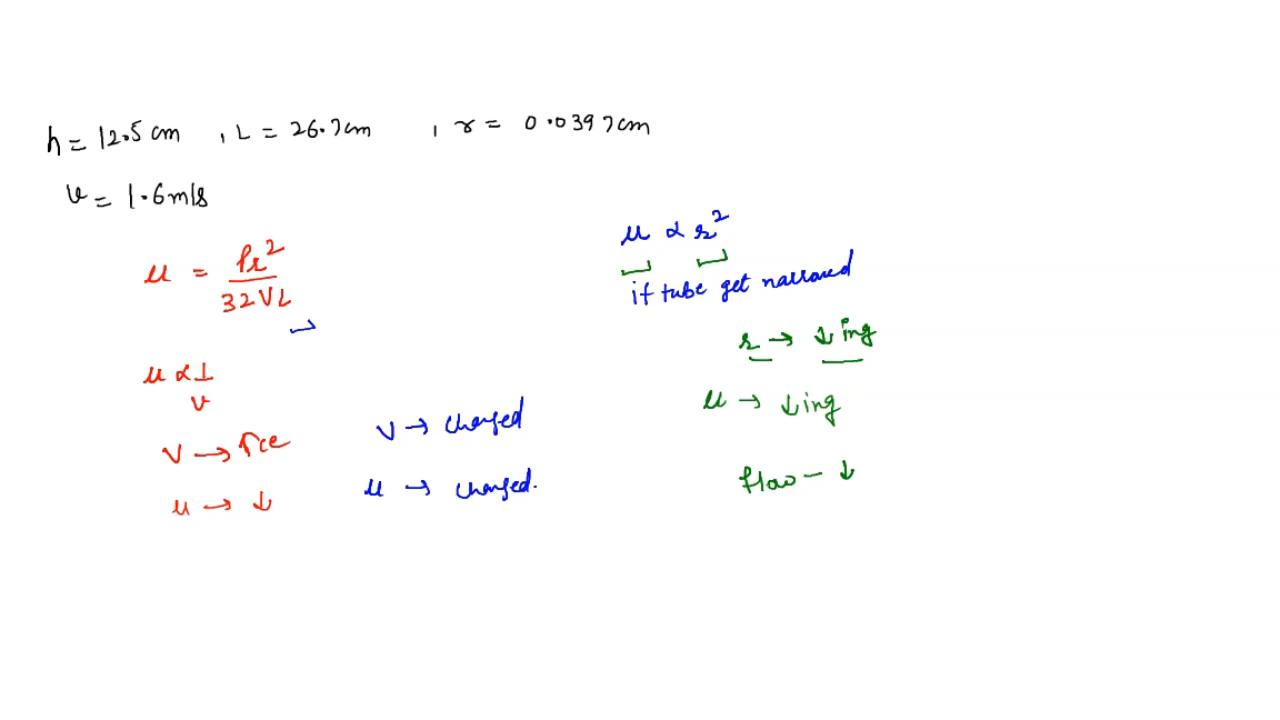 h = 12.5 cm , L = 26.7cm , r = 0.0397cm
v = 1.6m/s
μ = Pr²/32VL
μ ∝ 1/v
V → rce
μ → ↓
V → changed
μ → changed.
μ ∝ r²
if tube get narrowed
r → ↓ing
μ → ↓ing
flow - ↓